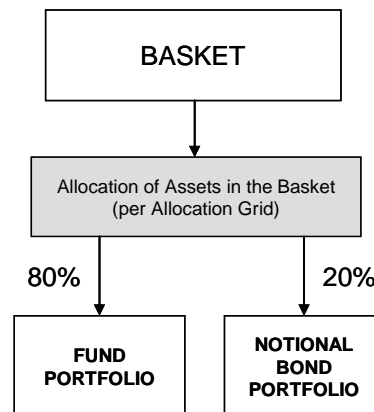 BASKET
Allocation of Assets in the Basket
(per Allocation Grid)
80%
20%
FUND
PORTFOLIO
NOTIONAL
BOND
PORTFOLIO